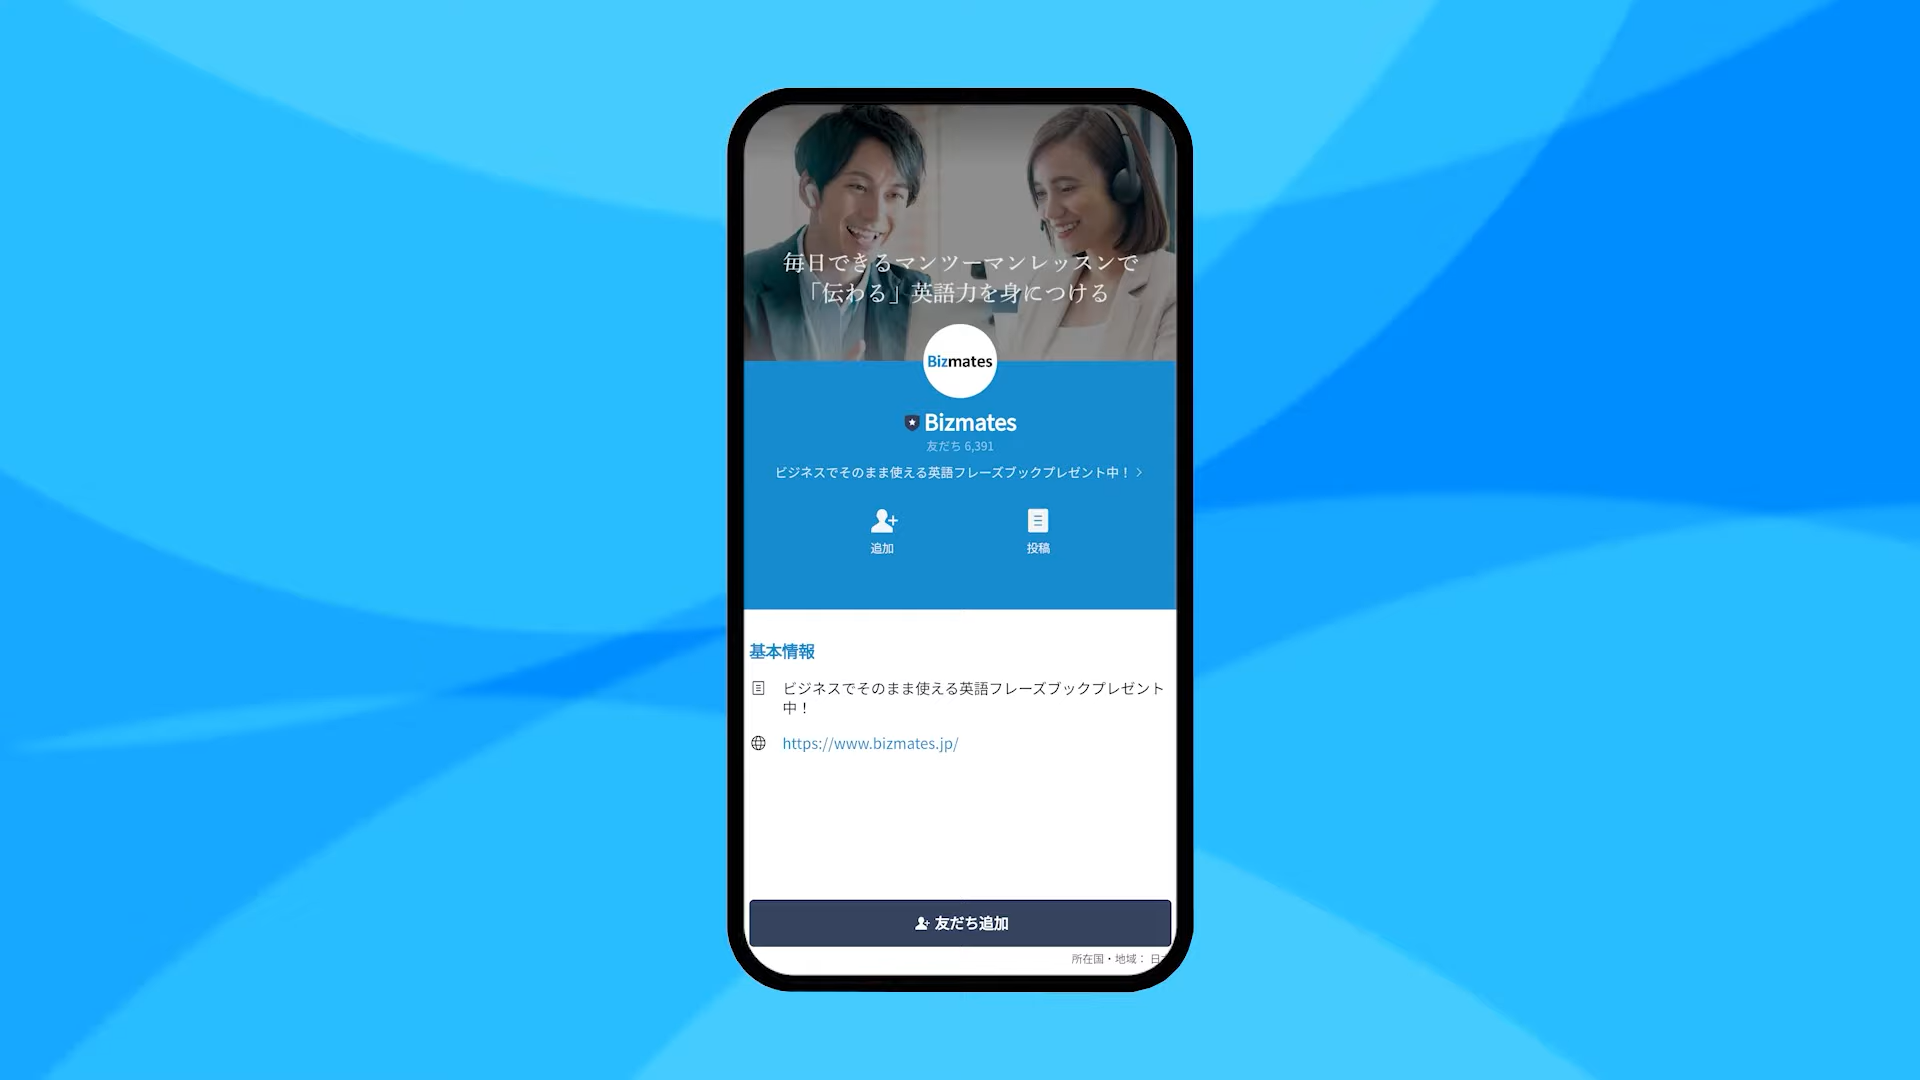 毎日できるマンツーマンレッスンで
「伝わる」英語力を身につける
Bizmates
Bizmates
友だち 6,391
ビジネスでそのまま使える英語フレーズブックプレゼント中！
追加
投稿
基本情報
ビジネスでそのまま使える英語フレーズブックプレゼント
中！
https://www.bizmates.jp/
友だち追加
所在国・地域： 日